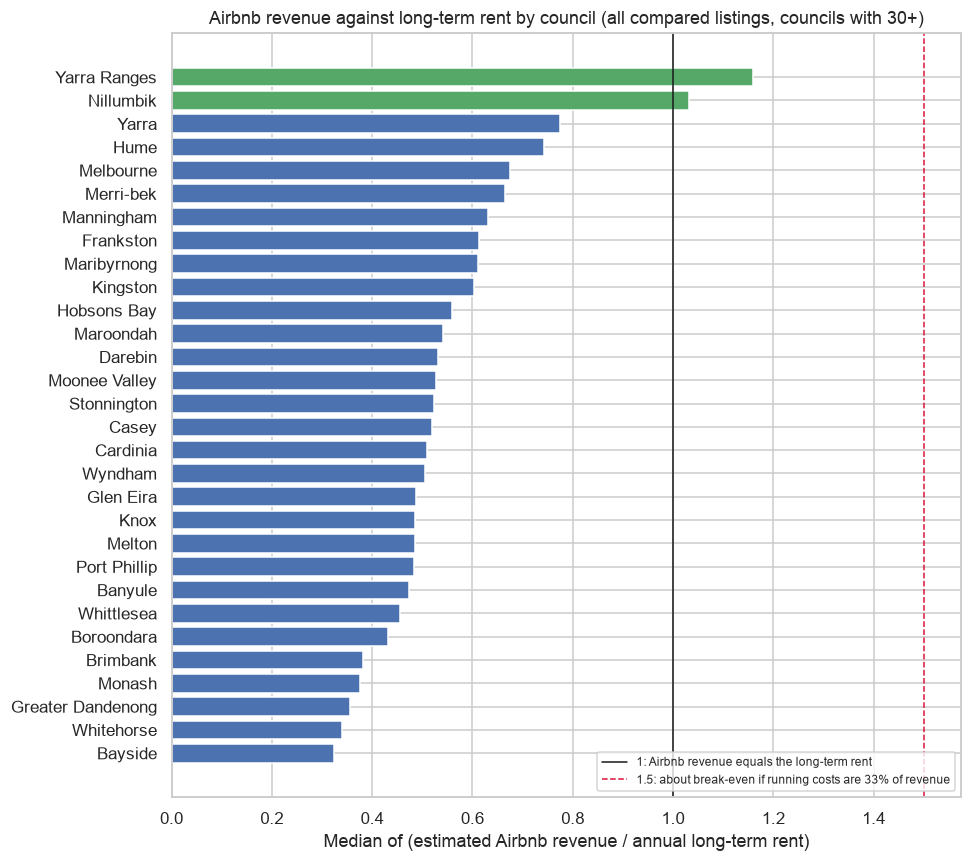 Airbnb revenue against long-term rent by council (all compared listings, councils with 30+)
Yarra Ranges
Nillumbik
Yarra
Hume
Melbourne
Merri-bek
Manningham
Frankston
Maribyrnong
Kingston
Hobsons Bay
Maroondah
Darebin
Moonee Valley
Stonnington
Casey
Cardinia
Wyndham
Glen Eira
Knox
Melton
Port Phillip
Banyule
Whittlesea
Boroondara
Brimbank
Monash
Greater Dandenong
Whitehorse
Bayside
1: Airbnb revenue equals the long-term rent
1.5: about break-even if running costs are 33% of revenue
0.0 0.2 0.4 0.6 0.8 1.0 1.2 1.4
Median of (estimated Airbnb revenue / annual long-term rent)